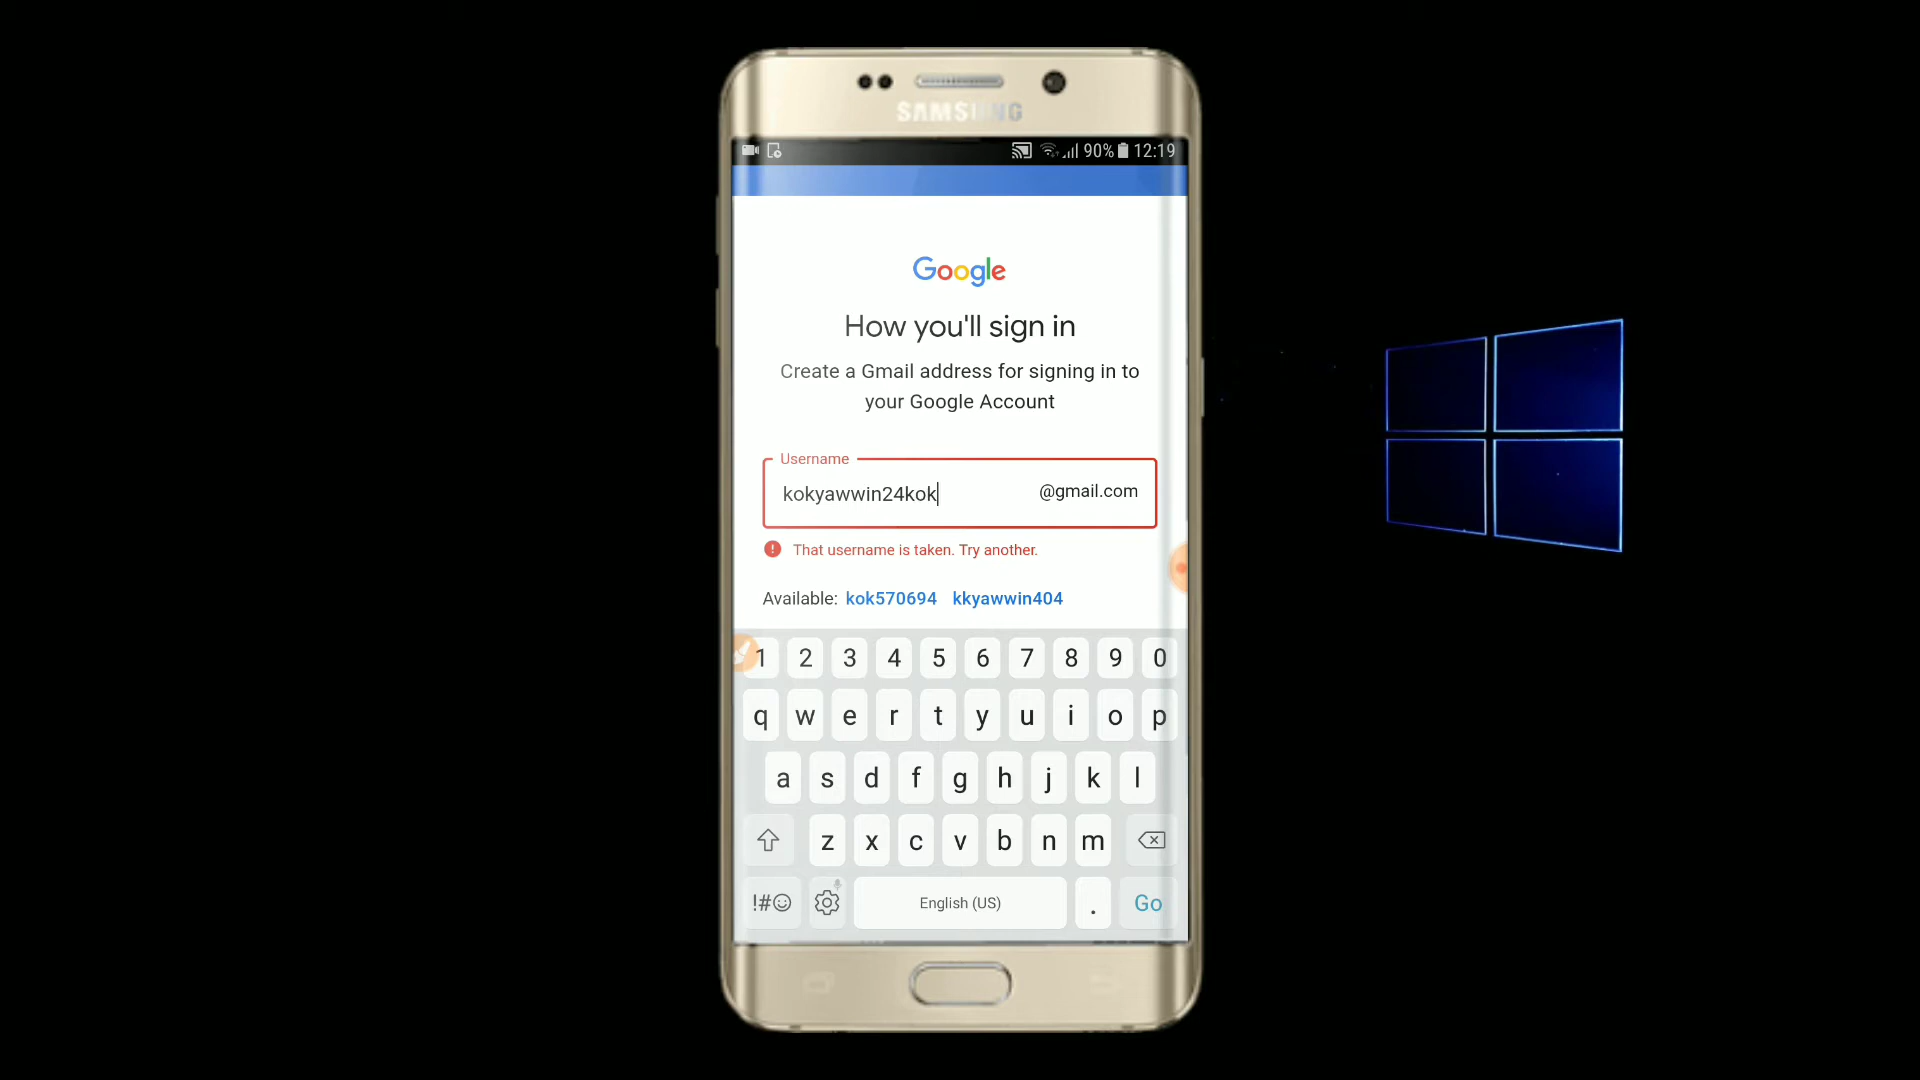 SAMSUNG
90% 12:19
Google
How you'll sign in
Create a Gmail address for signing in to
your Google Account
Username
kokyawwin24kok @gmail.com
That username is taken. Try another.
Available: kok570694 kkyawwin404
1 2 3 4 5 6 7 8 9 0
q w e r t y u i o p
a s d f g h j k l
z x c v b n m
!#☺ English (US) . Go